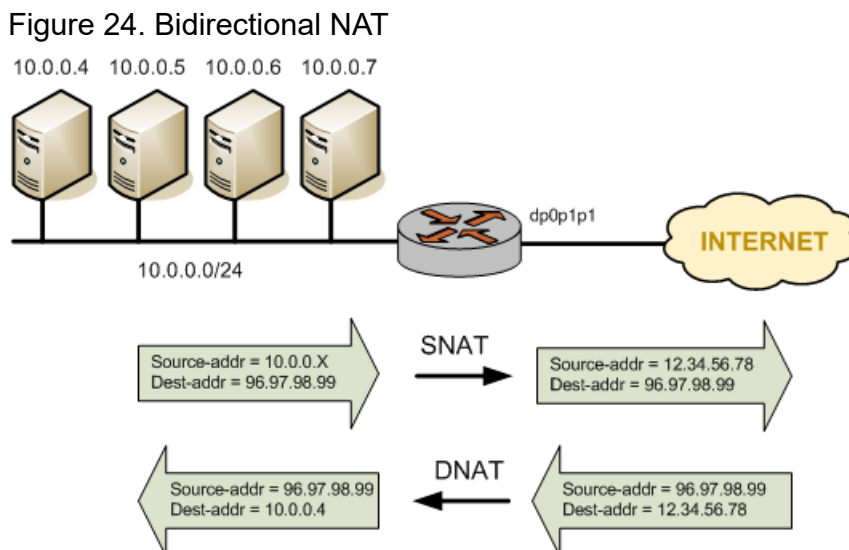 Figure 24. Bidirectional NAT
10.0.0.4 10.0.0.5 10.0.0.6 10.0.0.7
dp0p1p1
INTERNET
10.0.0.0/24
Source-addr = 10.0.0.X
Dest-addr = 96.97.98.99
SNAT
Source-addr = 12.34.56.78
Dest-addr = 96.97.98.99
Source-addr = 96.97.98.99
Dest-addr = 10.0.0.4
DNAT
Source-addr = 96.97.98.99
Dest-addr = 12.34.56.78